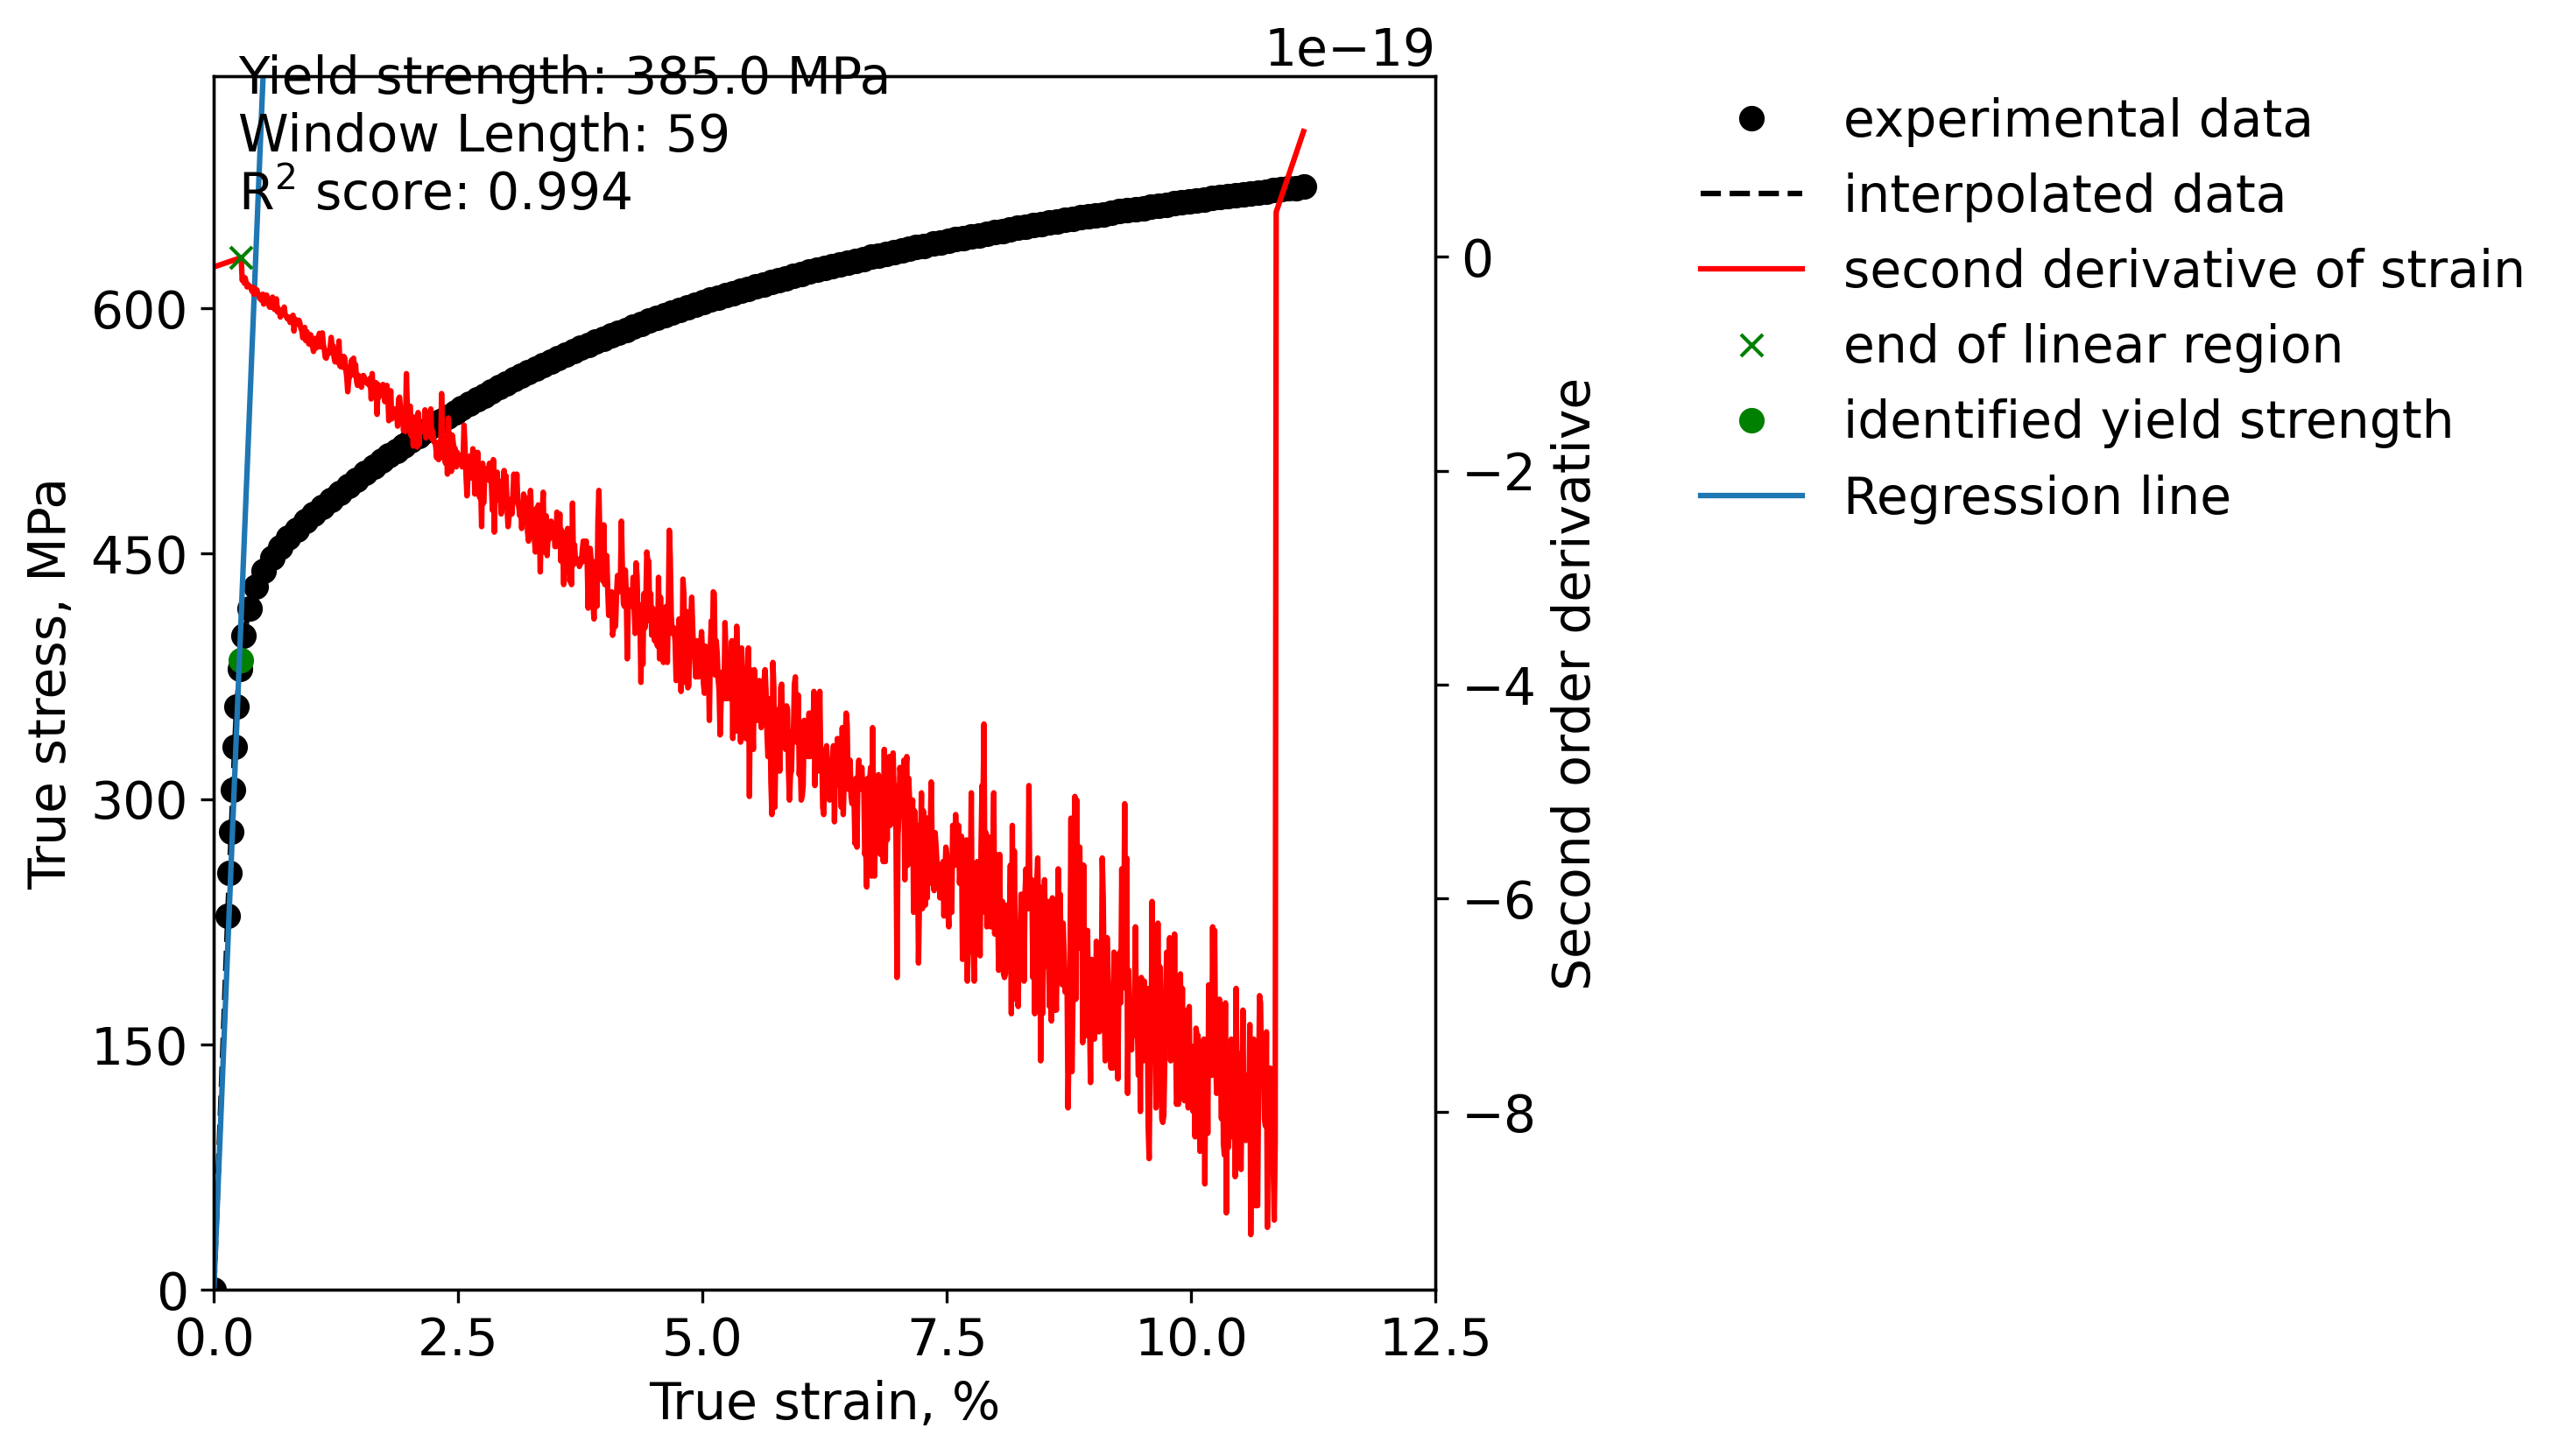 1e−19
Yield strength: 385.0 MPa
Window Length: 59
R² score: 0.994
True stress, MPa
600
450
300
150
0
0.0 2.5 5.0 7.5 10.0 12.5
True strain, %
0
−2
−4
−6
−8
Second order derivative
experimental data
interpolated data
second derivative of strain
end of linear region
identified yield strength
Regression line